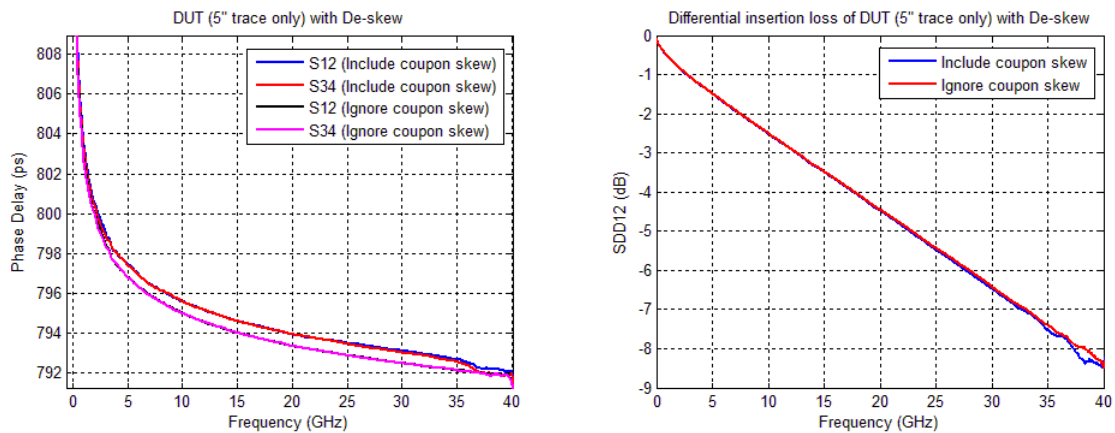 DUT (5" trace only) with De-skew
808
806
804
802
800
798
796
794
792
Phase Delay (ps)
S12 (Include coupon skew)
S34 (Include coupon skew)
S12 (Ignore coupon skew)
S34 (Ignore coupon skew)
0 5 10 15 20 25 30 35 40
Frequency (GHz)
Differential insertion loss of DUT (5" trace only) with De-skew
0
-1
-2
-3
-4
-5
-6
-7
-8
-9
SDD12 (dB)
Include coupon skew
Ignore coupon skew
0 5 10 15 20 25 30 35 40
Frequency (GHz)